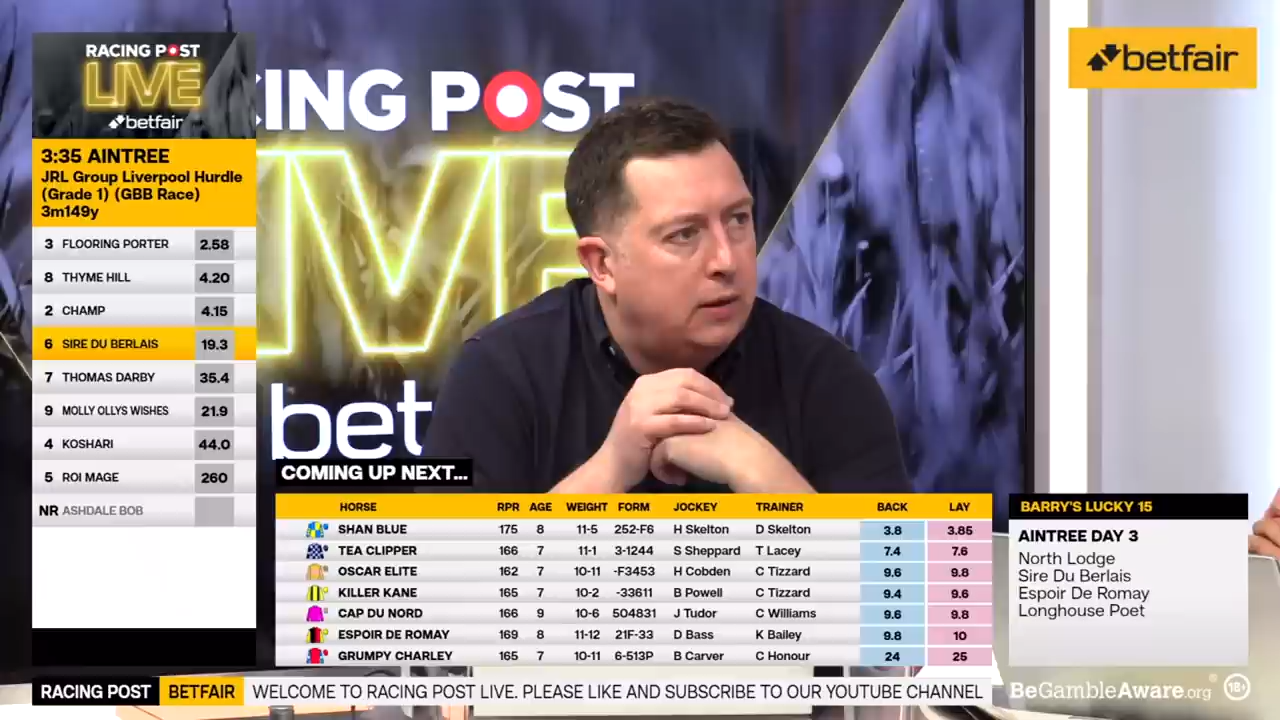 RACING POST
LIVE
betfair
3:35 AINTREE
JRL Group Liverpool Hurdle
(Grade 1) (GBB Race)
3m149y
3 FLOORING PORTER 2.58
8 THYME HILL 4.20
2 CHAMP 4.15
6 SIRE DU BERLAIS 19.3
7 THOMAS DARBY 35.4
9 MOLLY OLLYS WISHES 21.9
4 KOSHARI 44.0
5 ROI MAGE 260
NR ASHDALE BOB
CING POST
IVE
bet
betfair
COMING UP NEXT...
HORSE RPR AGE WEIGHT FORM JOCKEY TRAINER BACK LAY
SHAN BLUE 175 8 11-5 252-F6 H Skelton D Skelton 3.8 3.85
TEA CLIPPER 166 7 11-1 3-1244 S Sheppard T Lacey 7.4 7.6
OSCAR ELITE 162 7 10-11 -F3453 H Cobden C Tizzard 9.6 9.8
KILLER KANE 165 7 10-2 -33611 B Powell C Tizzard 9.4 9.6
CAP DU NORD 166 9 10-6 504831 J Tudor C Williams 9.6 9.8
ESPOIR DE ROMAY 169 8 11-12 21F-33 D Bass K Bailey 9.8 10
GRUMPY CHARLEY 165 7 10-11 6-513P B Carver C Honour 24 25
BARRY'S LUCKY 15
AINTREE DAY 3
North Lodge
Sire Du Berlais
Espoir De Romay
Longhouse Poet
RACING POST BETFAIR WELCOME TO RACING POST LIVE. PLEASE LIKE AND SUBSCRIBE TO OUR YOUTUBE CHANNEL
BeGambleAware.org® 18+